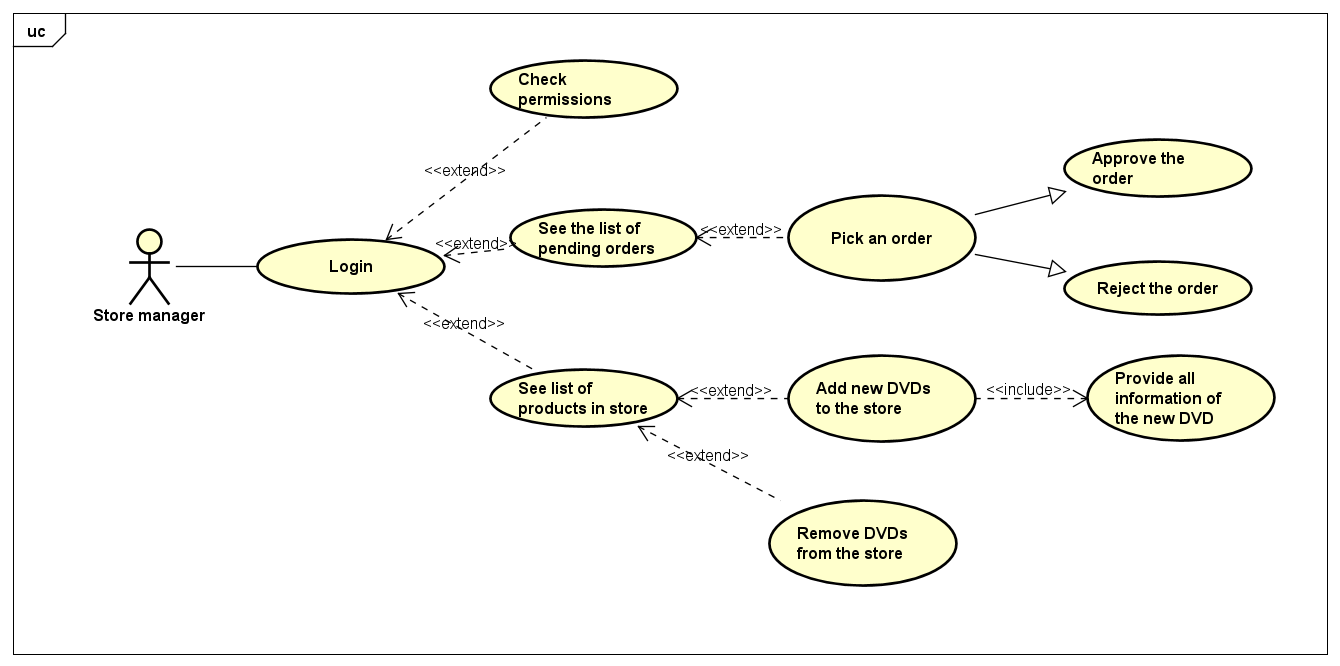 uc
Check
permissions
<<extend>>
Approve the
order
See the list of
pending orders
<<extend>>
<<extend>>
Pick an order
Login
Store manager
Reject the order
<<extend>>
See list of
products in store
<<extend>>
Add new DVDs
to the store
<<include>>
Provide all
information of
the new DVD
<<extend>>
Remove DVDs
from the store